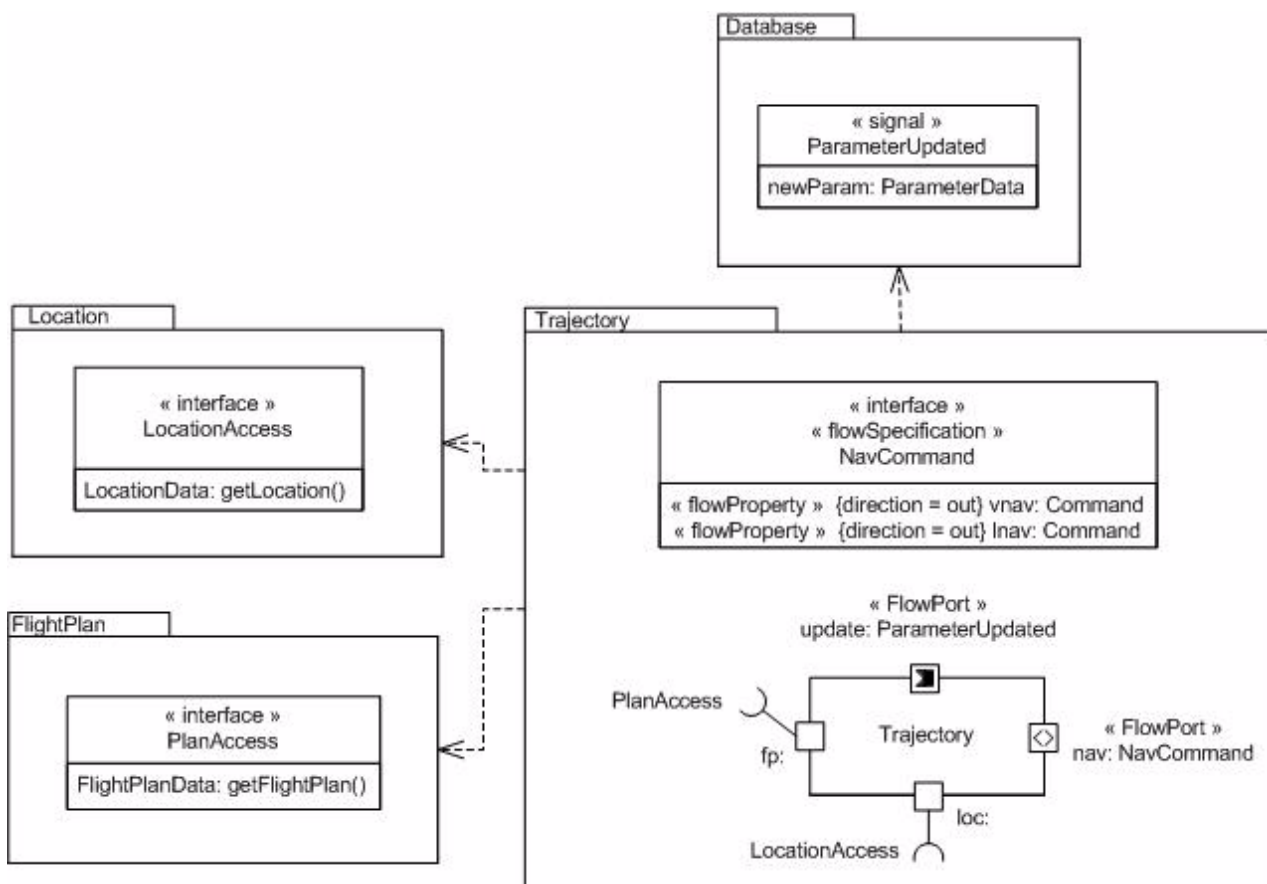 Database
« signal »
ParameterUpdated
newParam: ParameterData
Location
« interface »
LocationAccess
LocationData: getLocation()
Trajectory
« interface »
« flowSpecification »
NavCommand
« flowProperty » {direction = out} vnav: Command
« flowProperty » {direction = out} lnav: Command
FlightPlan
« interface »
PlanAccess
FlightPlanData: getFlightPlan()
« FlowPort »
update: ParameterUpdated
PlanAccess
fp:
Trajectory
« FlowPort »
nav: NavCommand
loc:
LocationAccess